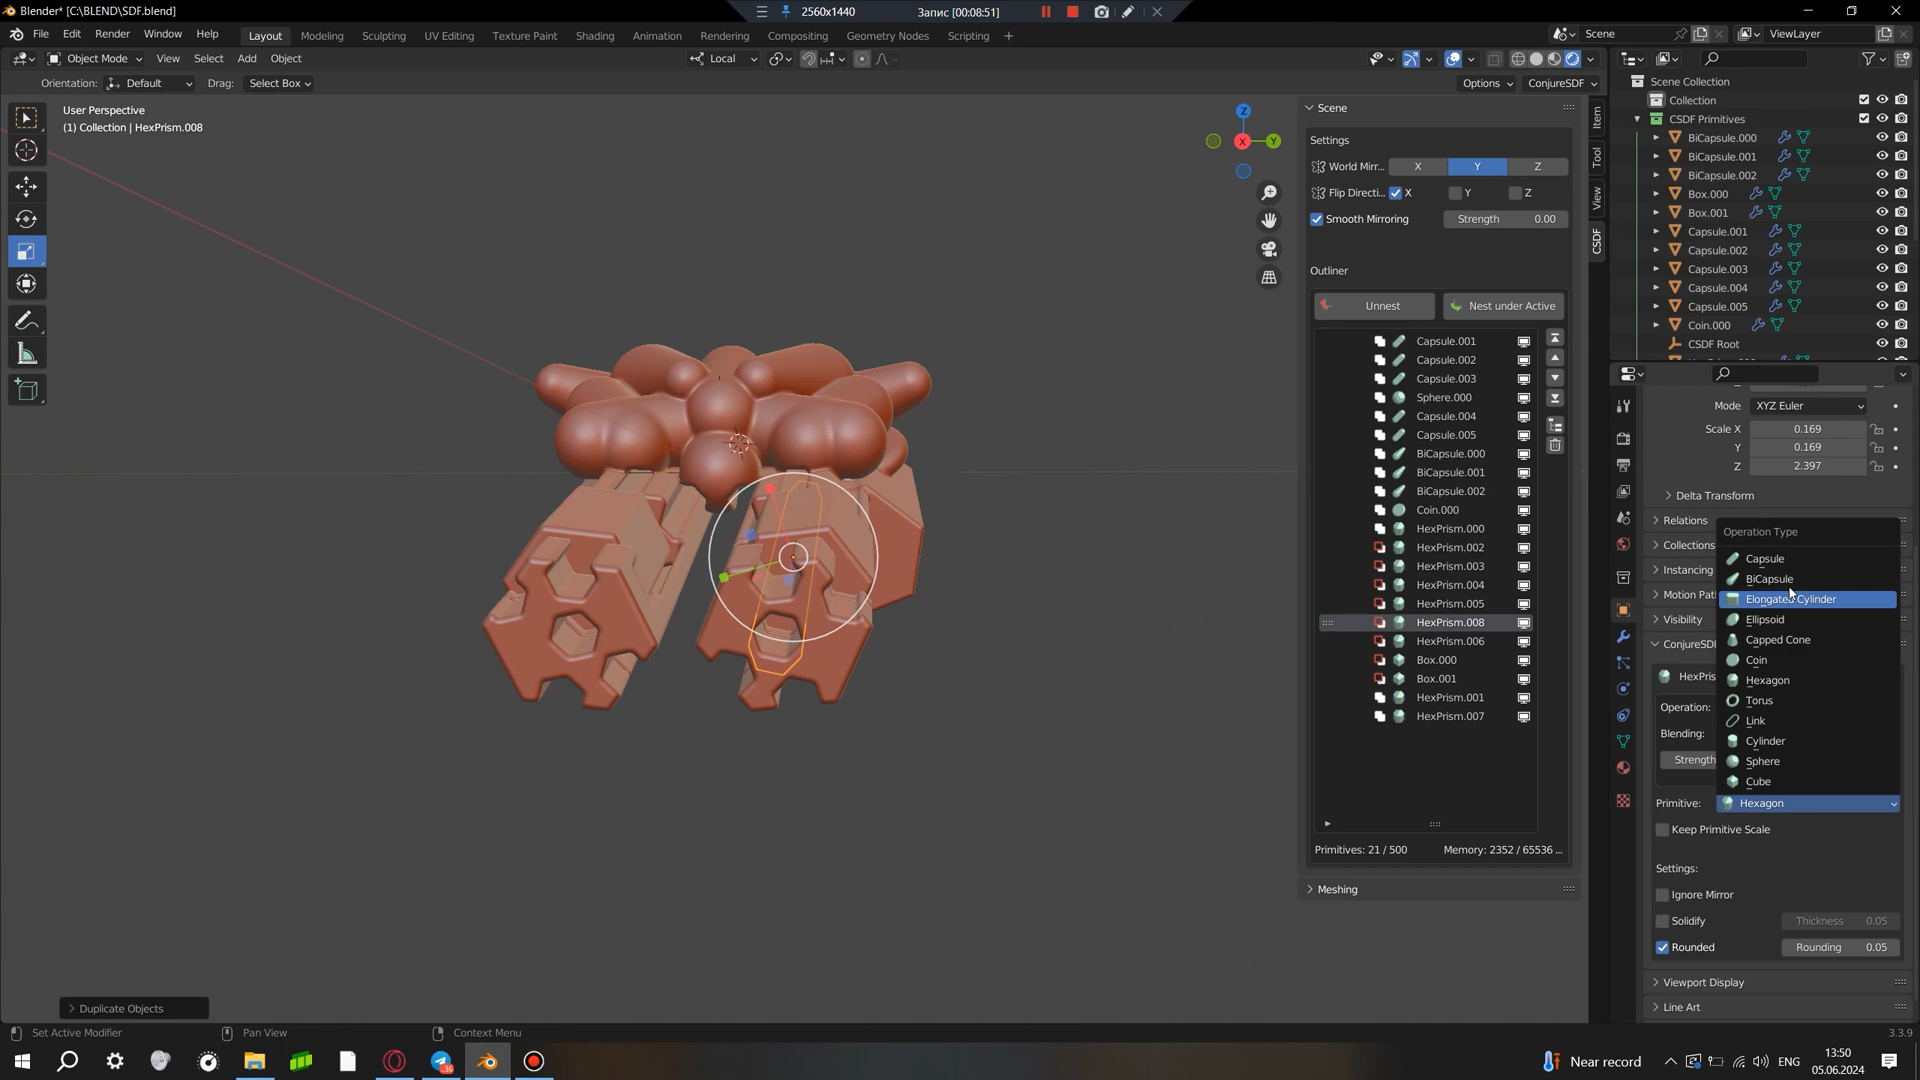 Blender* [C:\BLEND\SDF.blend]
2560x1440
Запис [00:08:51]
File Edit Render Window Help
Layout Modeling Sculpting UV Editing Texture Paint Shading Animation Rendering Compositing Geometry Nodes Scripting
Scene
ViewLayer
Object Mode View Select Add Object
Local
Orientation: Default Drag: Select Box
Options ConjureSDF
User Perspective
(1) Collection | HexPrism.008
Z
Y
X
Scene
Settings
World Mirr... X Y Z
Flip Directi... X Y Z
Smooth Mirroring Strength 0.00
Outliner
Unnest Nest under Active
Capsule.001
Capsule.002
Capsule.003
Sphere.000
Capsule.004
Capsule.005
BiCapsule.000
BiCapsule.001
BiCapsule.002
Coin.000
HexPrism.000
HexPrism.002
HexPrism.003
HexPrism.004
HexPrism.005
HexPrism.008
HexPrism.006
Box.000
Box.001
HexPrism.001
HexPrism.007
Primitives: 21 / 500 Memory: 2352 / 65536 ...
Meshing
Item
Tool
View
CSDF
Scene Collection
Collection
CSDF Primitives
BiCapsule.000
BiCapsule.001
BiCapsule.002
Box.000
Box.001
Capsule.001
Capsule.002
Capsule.003
Capsule.004
Capsule.005
Coin.000
CSDF Root
Mode XYZ Euler
Scale X 0.169
Y 0.169
Z 2.397
Delta Transform
Relations
Collections
Instancing
Motion Pat
Visibility
ConjureSD
HexPris
Operation:
Blending:
Strength
Operation Type
Capsule
BiCapsule
Elongated Cylinder
Ellipsoid
Capped Cone
Coin
Hexagon
Torus
Link
Cylinder
Sphere
Cube
Primitive: Hexagon
Keep Primitive Scale
Settings:
Ignore Mirror
Solidify Thickness 0.05
Rounded Rounding 0.05
Viewport Display
Line Art
Duplicate Objects
Set Active Modifier Pan View Context Menu
3.3.9
36
Near record
ENG
13:50
05.06.2024